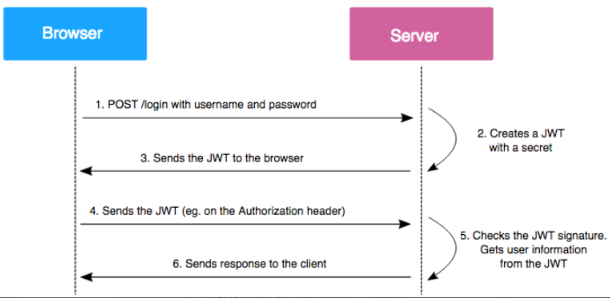 Browser
Server
1. POST /login with username and password
2. Creates a JWT
with a secret
3. Sends the JWT to the browser
4. Sends the JWT (eg. on the Authorization header)
5. Checks the JWT signature.
Gets user information
from the JWT
6. Sends response to the client